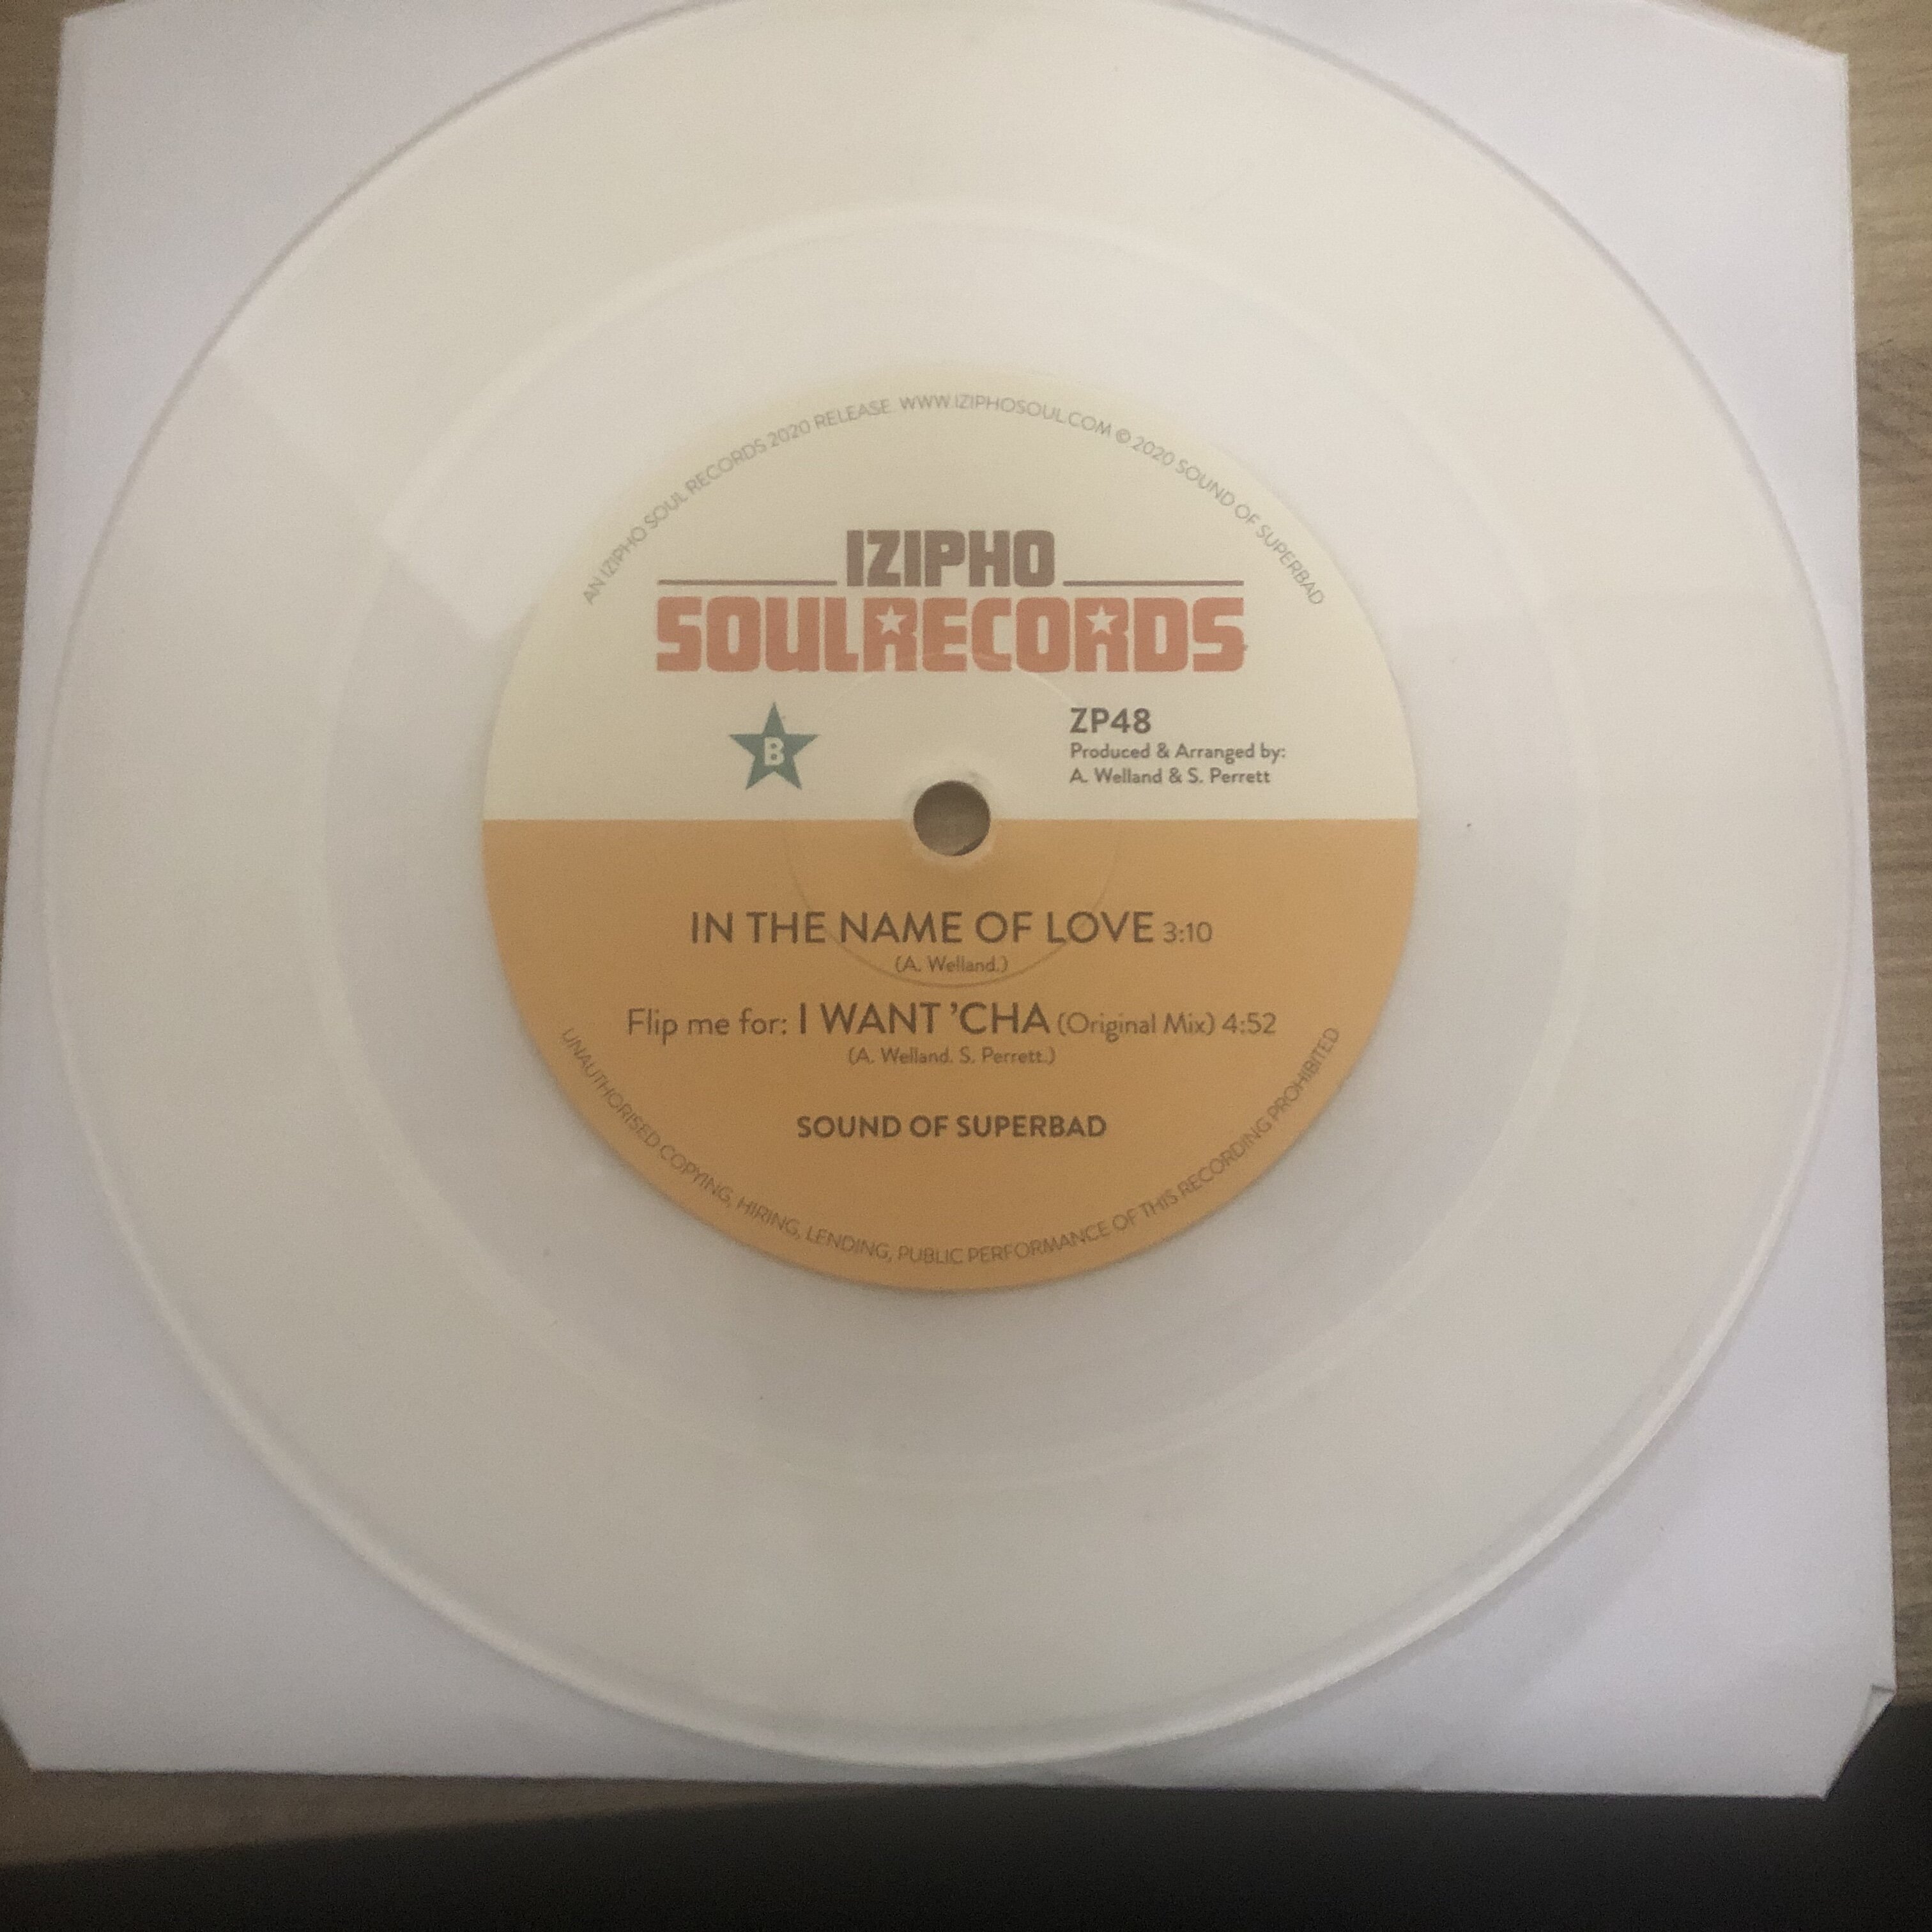 AN IZIPHO SOUL RECORDS 2020 RELEASE. WWW.IZIPHOSOUL.COM © 2020 SOUND OF SUPERBAD
IZIPHO
SOULRECORDS
B
ZP48
Produced & Arranged by:
A. Welland & S. Perrett
IN THE NAME OF LOVE 3:10
(A. Welland.)
Flip me for: I WANT 'CHA (Original Mix) 4:52
(A. Welland. S. Perrett.)
SOUND OF SUPERBAD
UNAUTHORISED COPYING, HIRING, LENDING, PUBLIC PERFORMANCE OF THIS RECORDING PROHIBITED